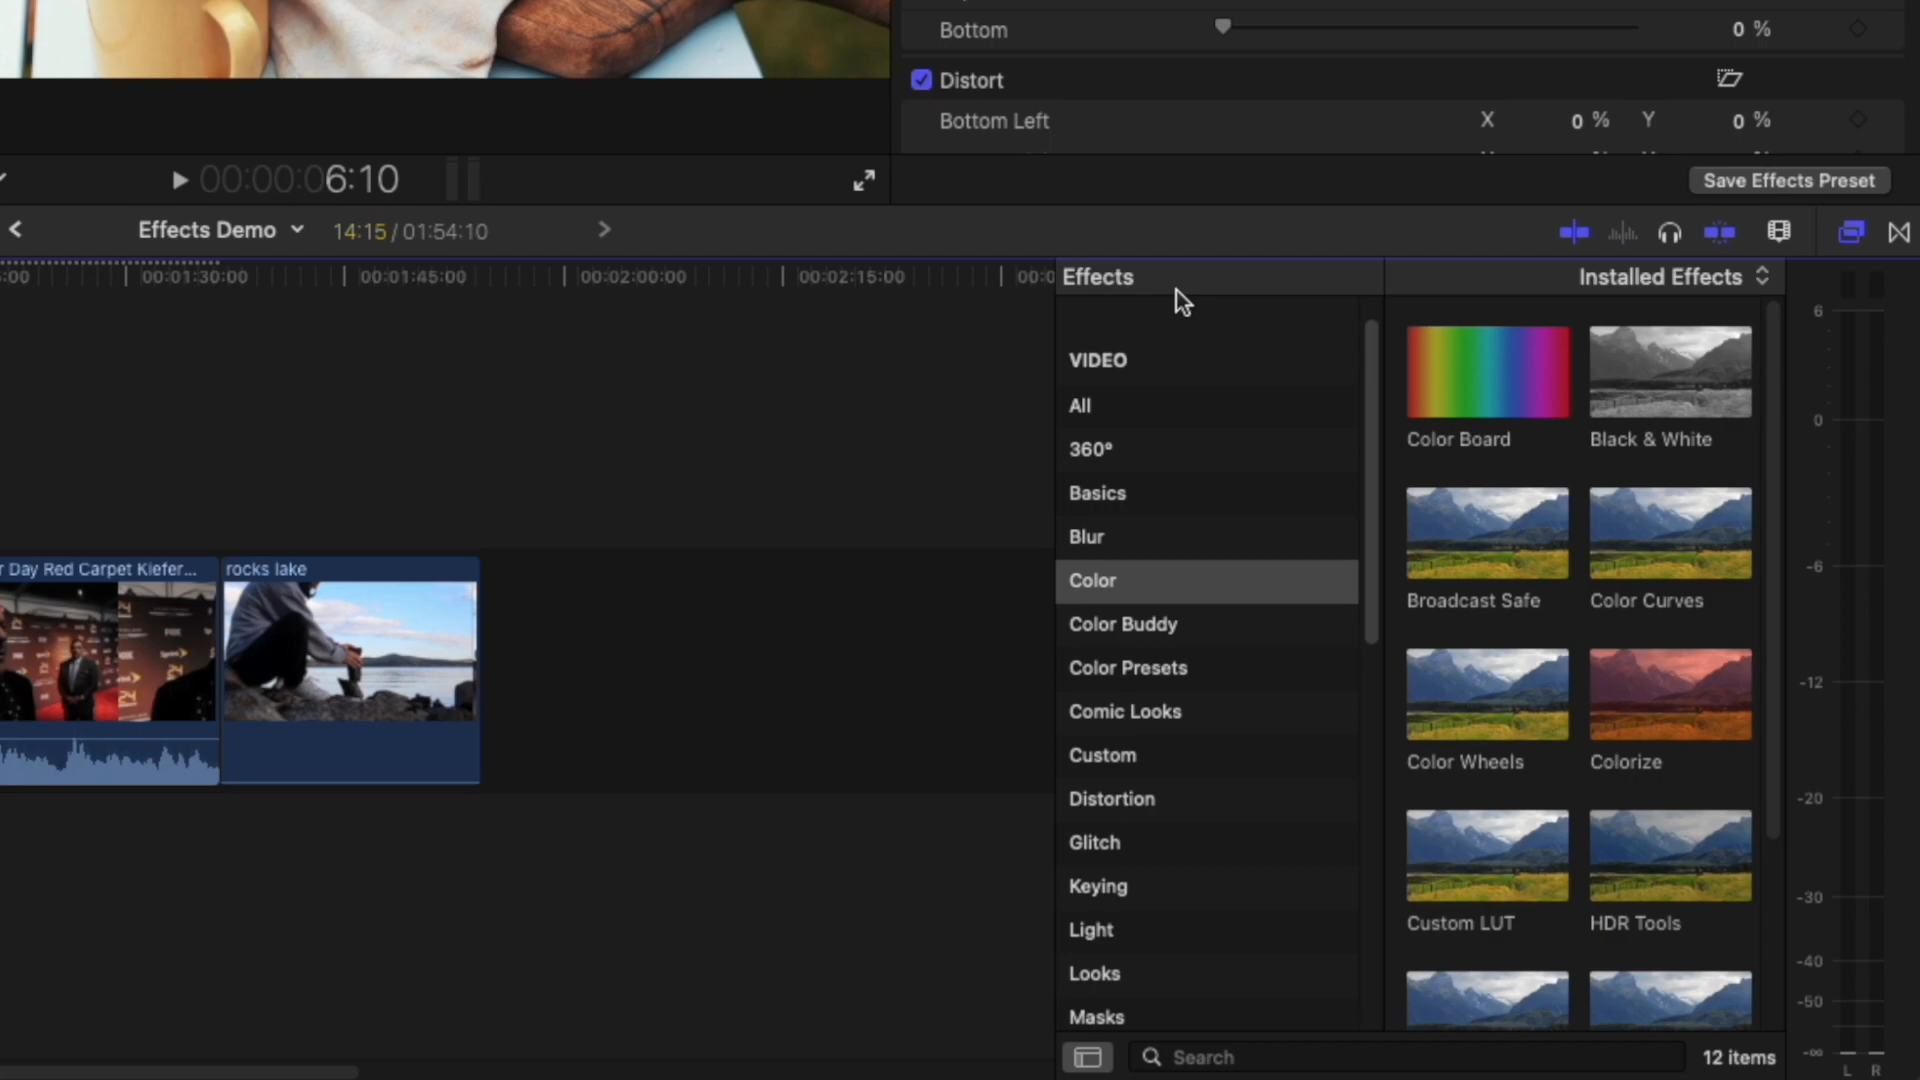 Bottom 0 %
Distort
Bottom Left X 0 % Y 0 %
00:00:06:10
Save Effects Preset
Effects Demo 14:15 / 01:54:10
:00 00:01:30:00 00:01:45:00 00:02:00:00 00:02:15:00 00:0
Effects
Installed Effects
VIDEO
All
360°
Basics
Blur
Color
Color Buddy
Color Presets
Comic Looks
Custom
Distortion
Glitch
Keying
Light
Looks
Masks
Color Board
Black & White
Broadcast Safe
Color Curves
Color Wheels
Colorize
Custom LUT
HDR Tools
r Day Red Carpet Kiefer...
rocks lake
6
0
-6
-12
-20
-30
-40
-50
-∞
L R
Search
12 items